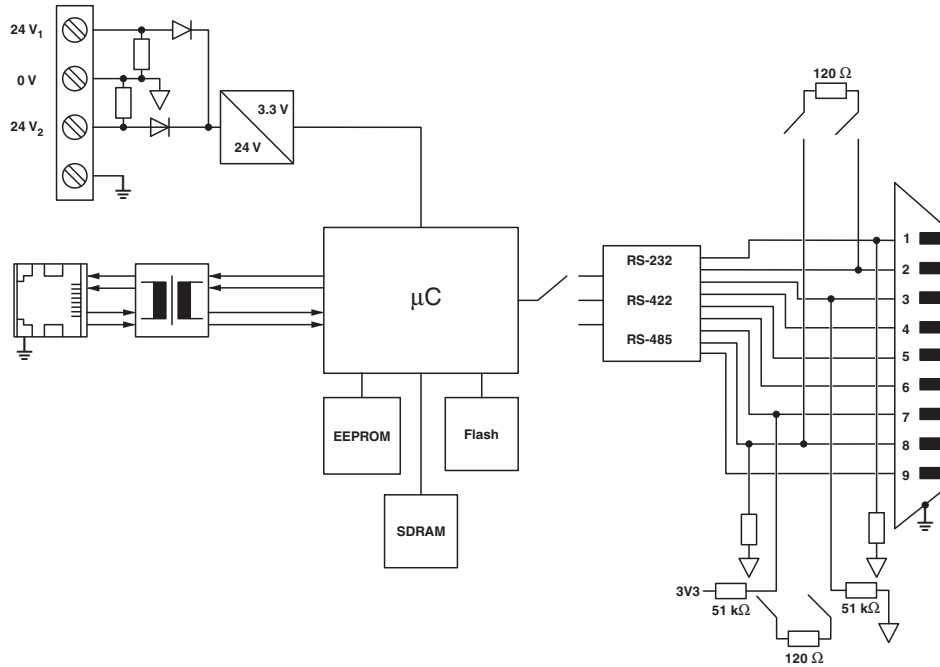 24 V1
0 V
24 V2
3.3 V
24 V
120 Ω
μC
RS-232
RS-422
RS-485
EEPROM
Flash
SDRAM
1
2
3
4
5
6
7
8
9
3V3
51 kΩ
51 kΩ
120 Ω